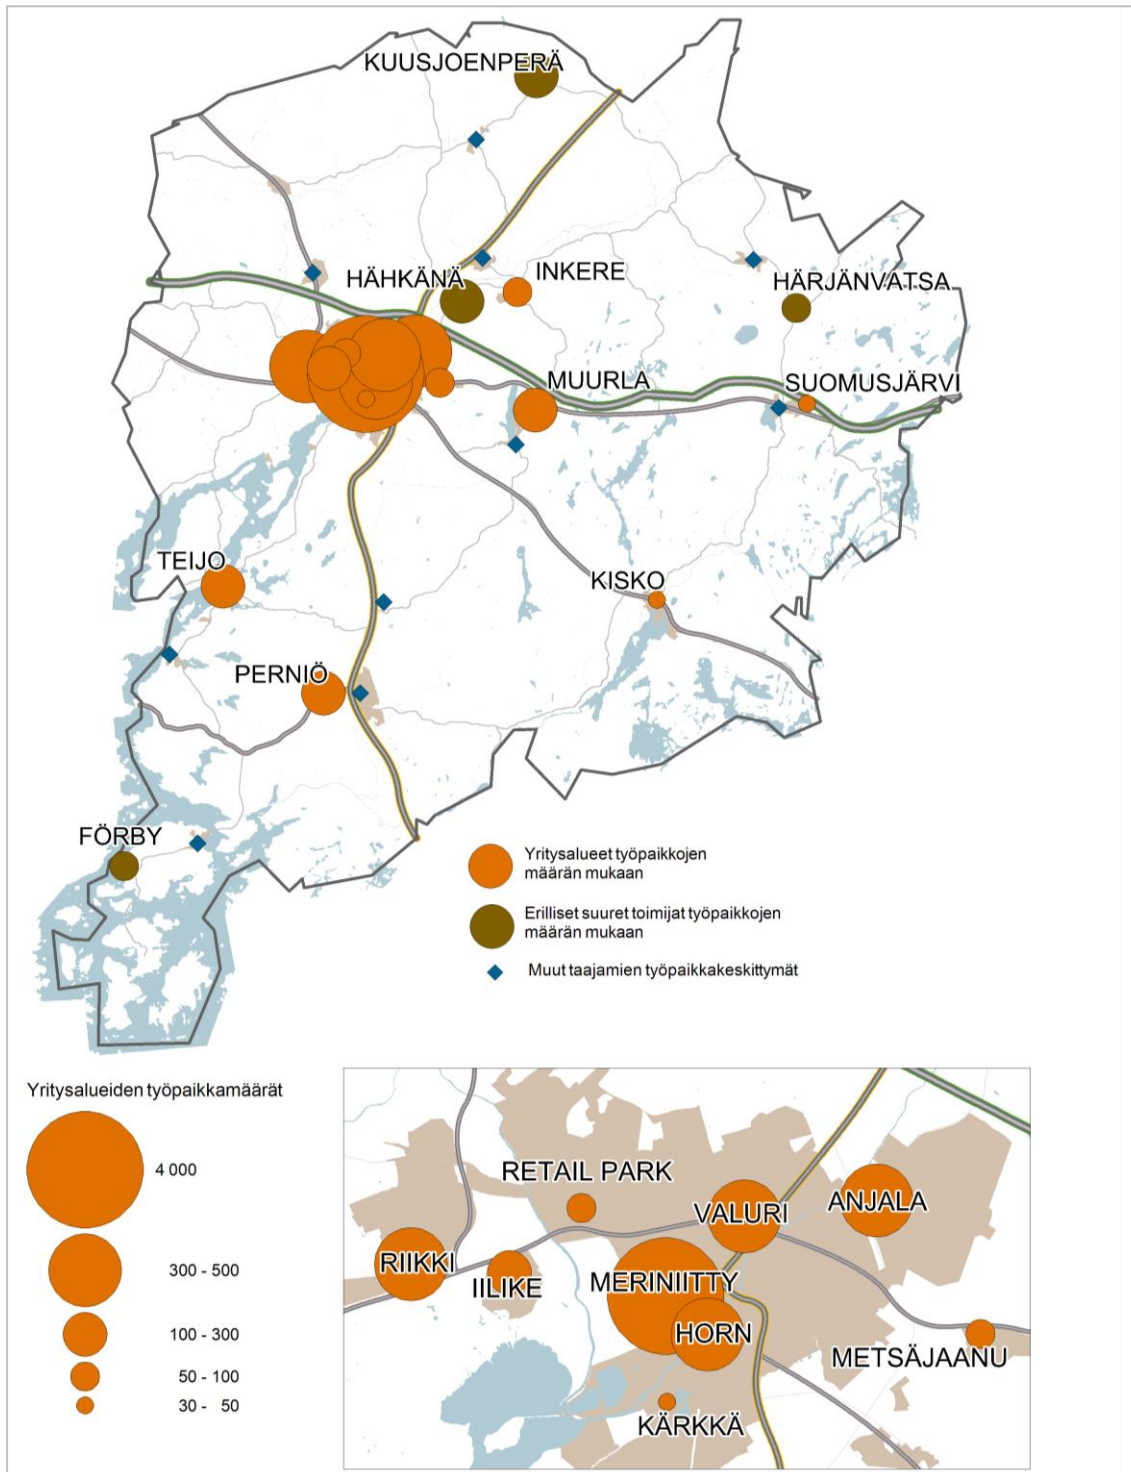 KUUSJOENPERÄ
HÄHKÄNÄ
INKERE
HÄRJÄNVATSA
MUURLA
SUOMUSJÄRVI
TEIJO
KISKO
PERNIÖ
FÖRBY
Yritysalueet työpaikkojen
määrän mukaan
Erilliset suuret toimijat työpaikkojen
määrän mukaan
Muut taajamien työpaikkakeskittymät
Yritysalueiden työpaikkamäärät
4 000
300 - 500
100 - 300
50 - 100
30 - 50
RETAIL PARK
VALURI
ANJALA
RIIKKI
IILIKE
MERINIITTY
HORN
METSÄJAANU
KÄRKKÄ